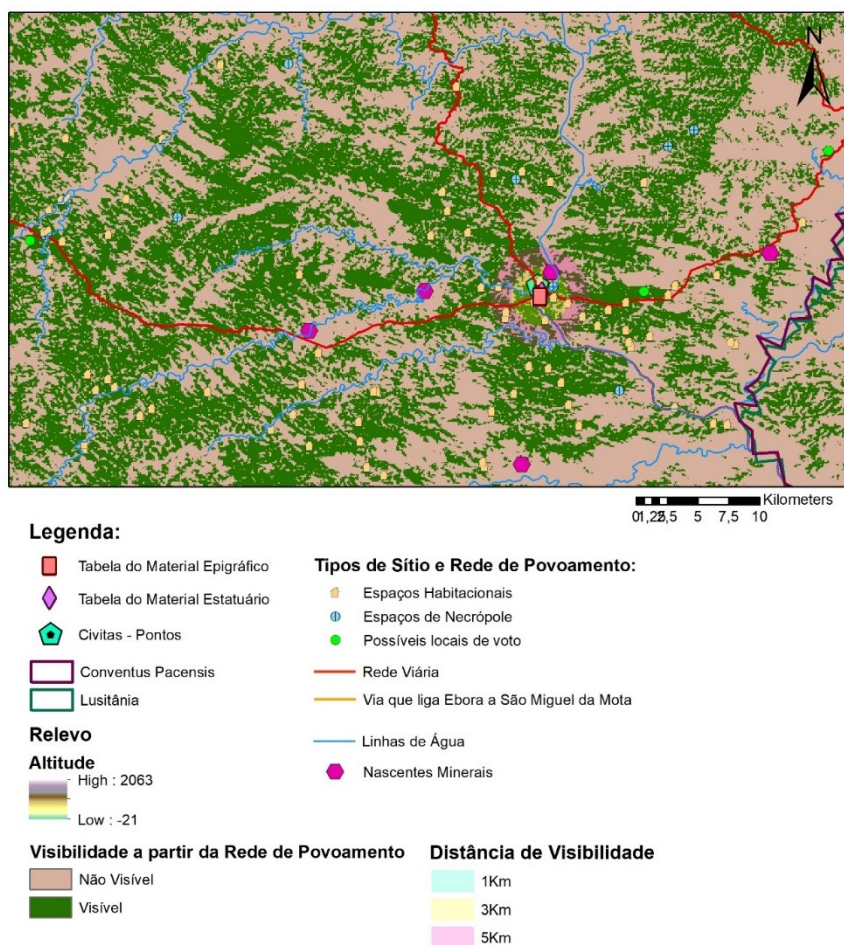 N
Kilometers
0 1,25 2,5 5 7,5 10
Legenda:
Tabela do Material Epigráfico
Tabela do Material Estatuário
Civitas - Pontos
Conventus Pacensis
Lusitânia
Relevo
Altitude
High : 2063
Low : -21
Tipos de Sítio e Rede de Povoamento:
Espaços Habitacionais
Espaços de Necrópole
Possíveis locais de voto
Rede Viária
Via que liga Ebora a São Miguel da Mota
Linhas de Água
Nascentes Minerais
Visibilidade a partir da Rede de Povoamento
Não Visível
Visível
Distância de Visibilidade
1Km
3Km
5Km